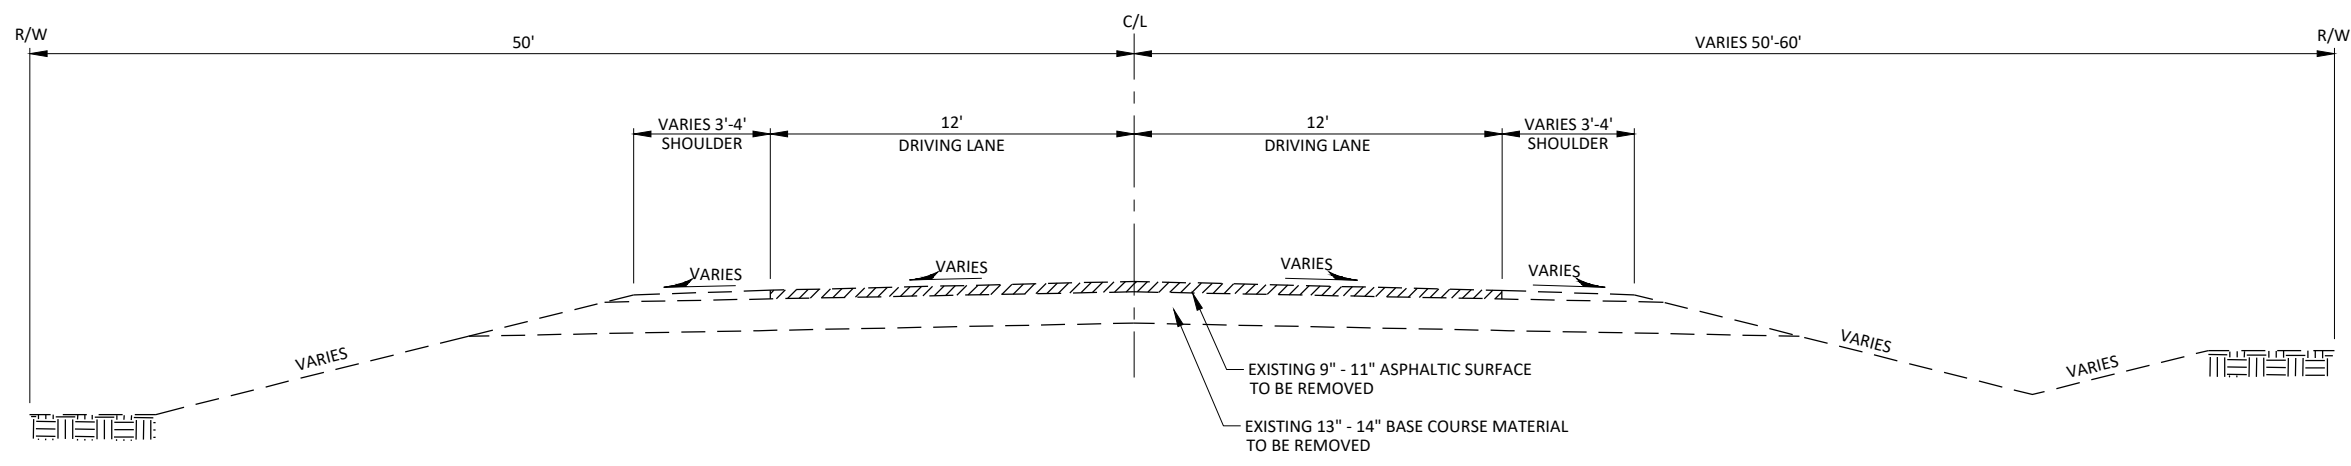 C/L
R/W
R/W
50'
VARIES 50'-60'
VARIES 3'-4'
SHOULDER
12'
DRIVING LANE
12'
DRIVING LANE
VARIES 3'-4'
SHOULDER
VARIES
VARIES
VARIES
VARIES
VARIES
VARIES
VARIES
EXISTING 9" - 11" ASPHALTIC SURFACE
TO BE REMOVED
EXISTING 13" - 14" BASE COURSE MATERIAL
TO BE REMOVED